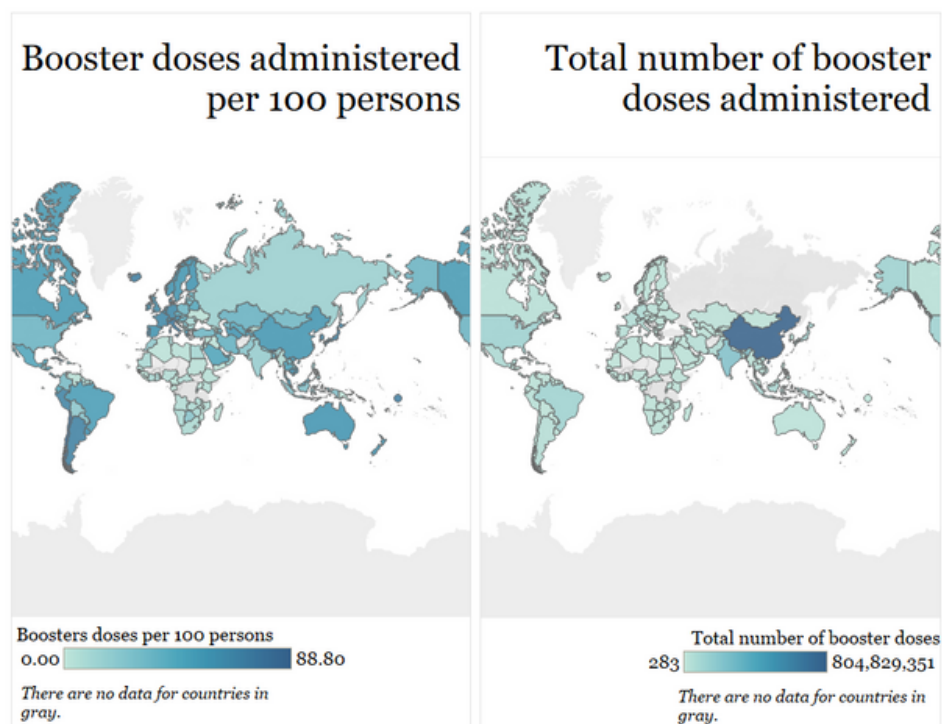 Booster doses administered
per 100 persons
Boosters doses per 100 persons
0.00 88.80
There are no data for countries in
gray.
Total number of booster
doses administered
Total number of booster doses
283 804,829,351
There are no data for countries in
gray.